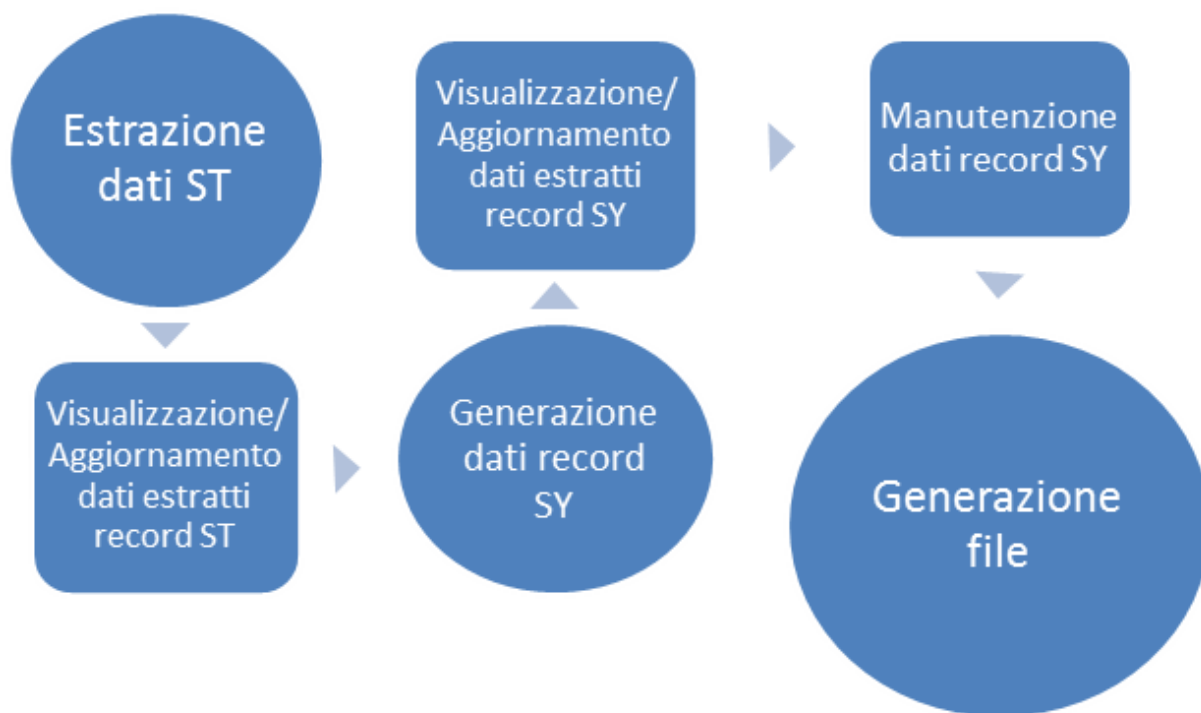 Estrazione
dati ST
Visualizzazione/
Aggiornamento
dati estratti
record ST
Generazione
dati record
SY
Visualizzazione/
Aggiornamento
dati estratti
record SY
Manutenzione
dati record SY
Generazione
file